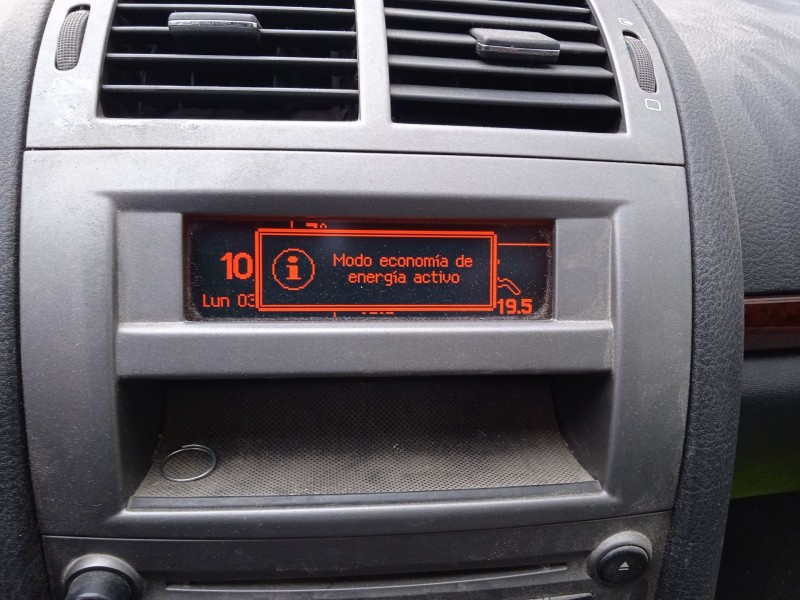 Modo economía de
energía activo
10
Lun 03
19.5